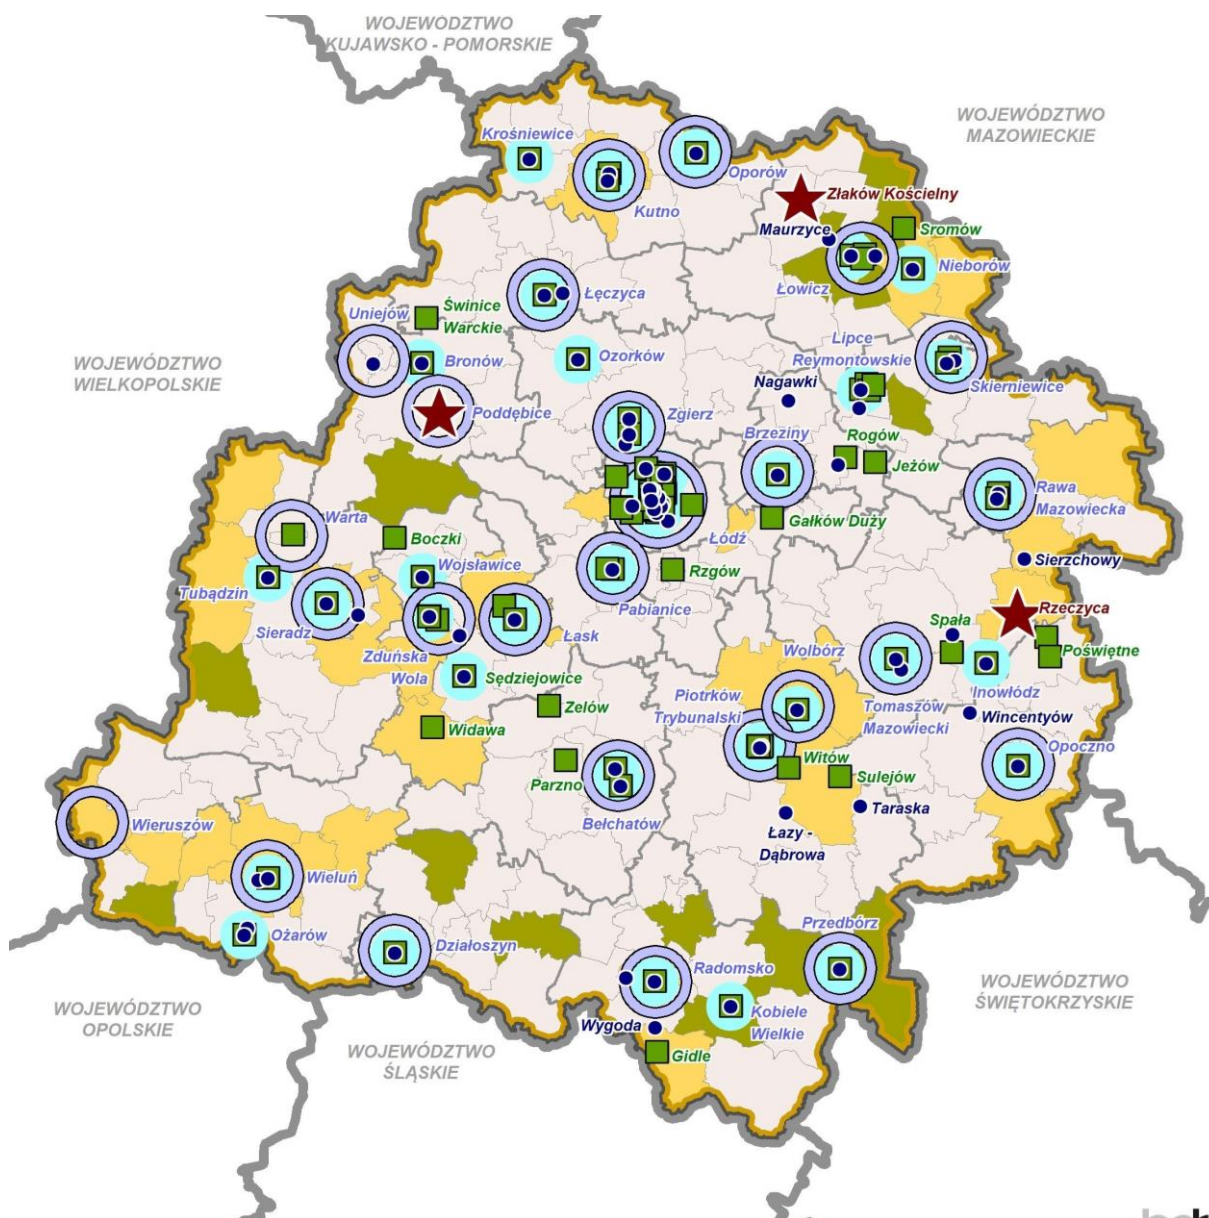 WOJEWÓDZTWO
KUJAWSKO - POMORSKIE
WOJEWÓDZTWO
MAZOWIECKIE
Krośniewice
Oporów
Kutno
Złaków Kościelny
Maurzyce
Sromów
Nieborów
Łowicz
Łęczyca
Uniejów
Świnice
Warckie
WOJEWÓDZTWO
WIELKOPOLSKIE
Bronów
Ozorków
Lipce
Reymontowskie
Skierniewice
Nagawki
Poddębice
Zgierz
Brzeziny
Rogów
Jeżów
Rawa
Mazowiecka
Warta
Boczki
Łódź
Gałków Duży
Sierzchowy
Wojsławice
Tubądzin
Rzgów
Pabianice
Sieradz
Łask
Rzeczyca
Spała
Poświętne
Zduńska
Wola
Sędziejowice
Wolbórz
Inowłódz
Piotrków
Trybunalski
Tomaszów
Mazowiecki
Wincentyów
Zelów
Widawa
Opoczno
Witów
Sulejów
Parzno
Bełchatów
Taraska
Łazy -
Dąbrowa
Wieruszów
Wieluń
Ożarów
Działoszyn
Przedbórz
Radomsko
Kobiele
Wielkie
Wygoda
Gidle
WOJEWÓDZTWO
OPOLSKIE
WOJEWÓDZTWO
ŚLĄSKIE
WOJEWÓDZTWO
ŚWIĘTOKRZYSKIE